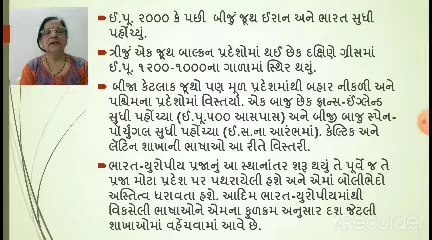 ઈ.પૂ. ૨૦૦૦ કે પછી બીજું જૂથ ઈરાન અને ભારત સુધી
પહોંચ્યું.
ત્રીજું એક જૂથ બાલ્કન પ્રદેશોમાં થઈ છેક દક્ષિણે ગ્રીસમાં
ઈ.પૂ. ૧૨૦૦-૧૦૦૦ના ગાળામાં સ્થિર થયું.
બીજા કેટલાક જૂથો પણ મૂળ પ્રદેશમાંથી બહાર નીકળી અને
પશ્ચિમના પ્રદેશોમાં વિસ્તર્યા. એક બાજુ છેક ફ્રાન્સ-ઈંગ્લેન્ડ
સુધી પહોંચ્યા (ઈ.પૂ.૫૦૦ આસપાસ) અને બીજી બાજુ સ્પેન-
પોર્ચુગલ સુધી પહોંચ્યા (ઈ.સ.ના આરંભમાં). કેલ્ટિક અને
લેટિન શાખાની ભાષાઓ આ રીતે વિસ્તરી.
ભારત-યુરોપીય પ્રજાનું આ સ્થાનાંતર શરૂ થયું તે પૂર્વે જ તે
પ્રજા મોટા પ્રદેશ પર પથરાયેલી હશે અને એમાં બોલીભેદો
અસ્તિત્વ ધરાવતા હશે. આદિમ ભારત-યુરોપીયમાંથી
વિકસેલી ભાષાઓને એમના કુળક્રમ અનુસાર દશ જેટલી
શાખાઓમાં વહેંચવામાં આવે છે.